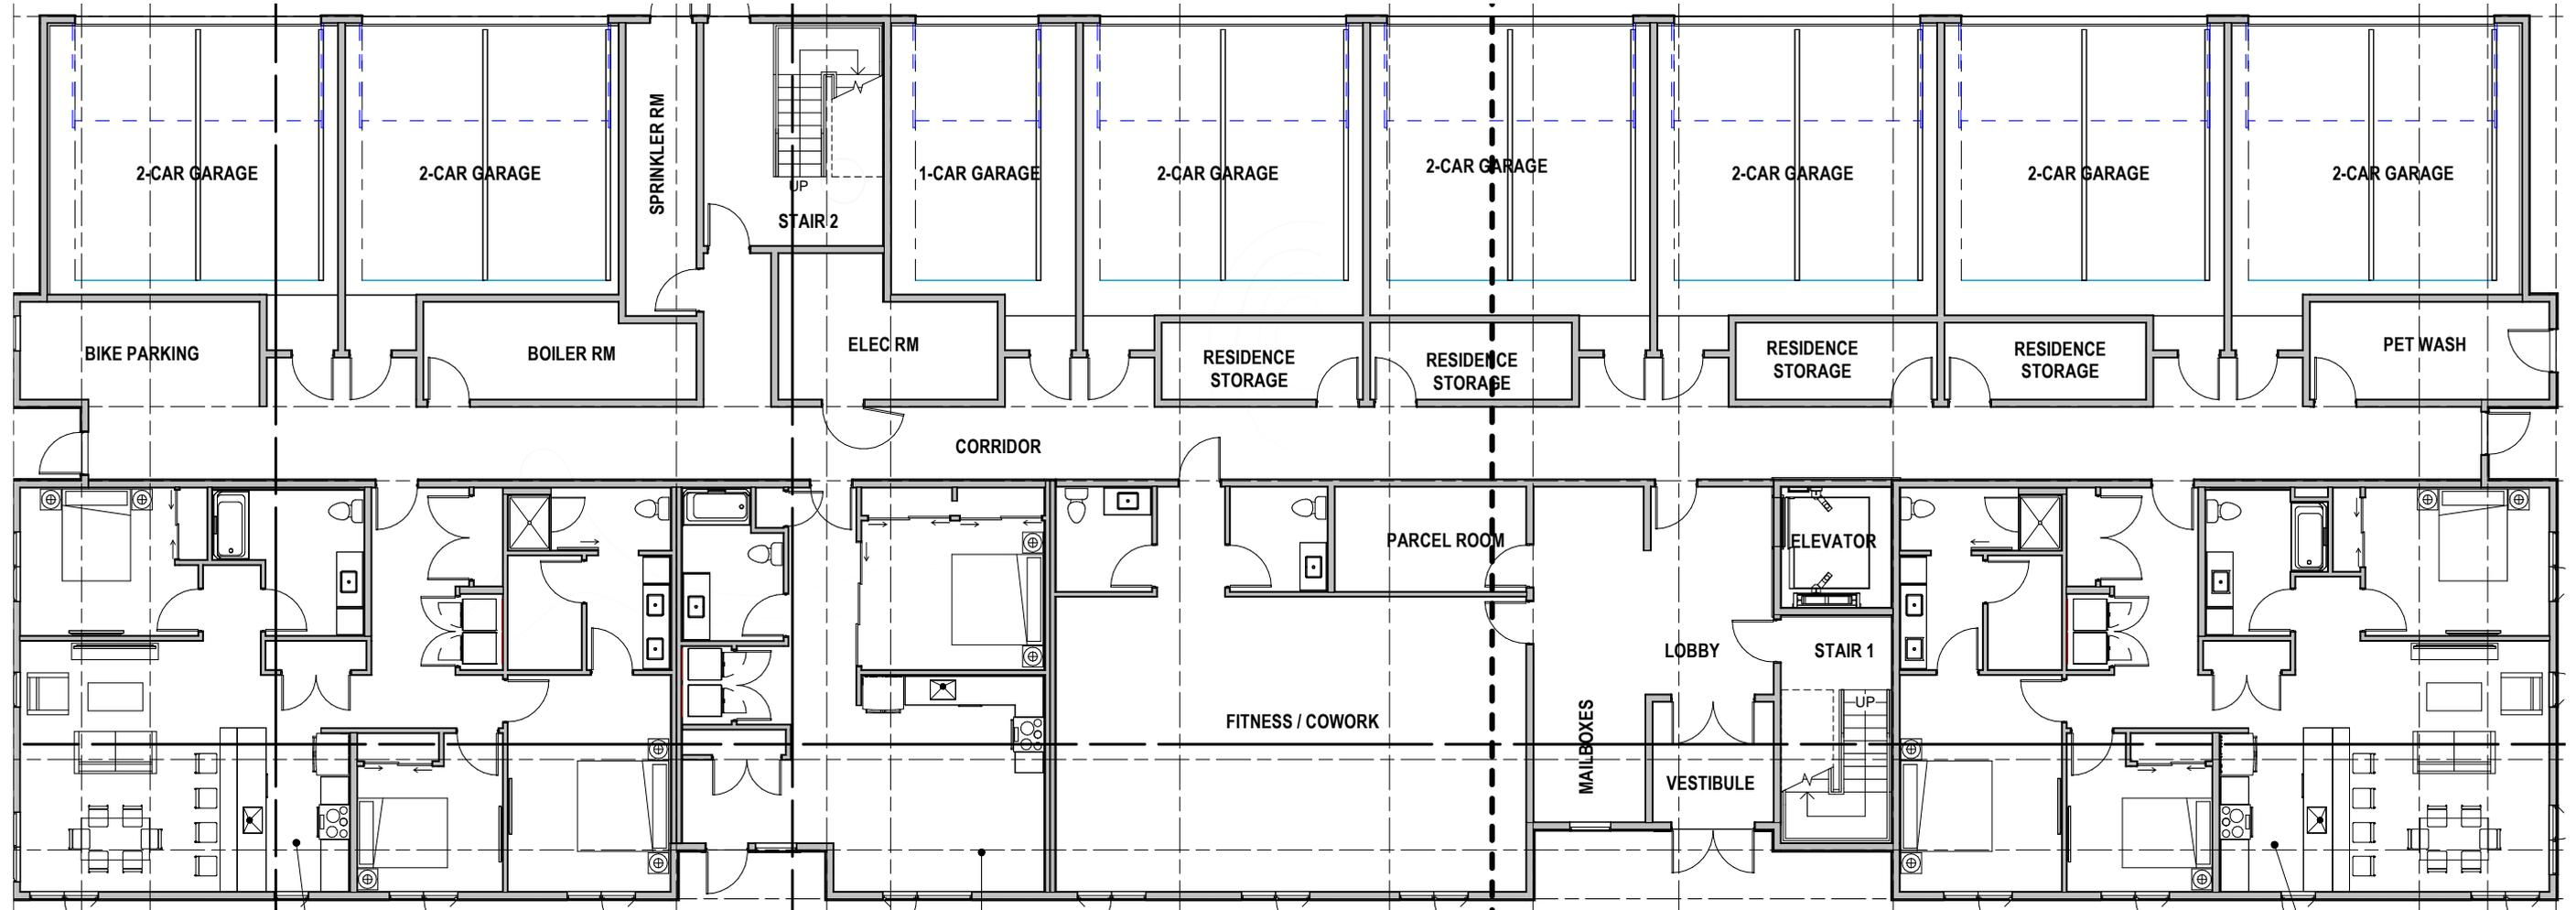 2-CAR GARAGE
2-CAR GARAGE
SPRINKLER RM
UP
STAIR 2
1-CAR GARAGE
2-CAR GARAGE
2-CAR GARAGE
2-CAR GARAGE
2-CAR GARAGE
2-CAR GARAGE
BIKE PARKING
BOILER RM
ELEC RM
RESIDENCE
STORAGE
RESIDENCE
STORAGE
RESIDENCE
STORAGE
RESIDENCE
STORAGE
PET WASH
CORRIDOR
PARCEL ROOM
ELEVATOR
LOBBY
STAIR 1
UP
FITNESS / COWORK
MAILBOXES
VESTIBULE